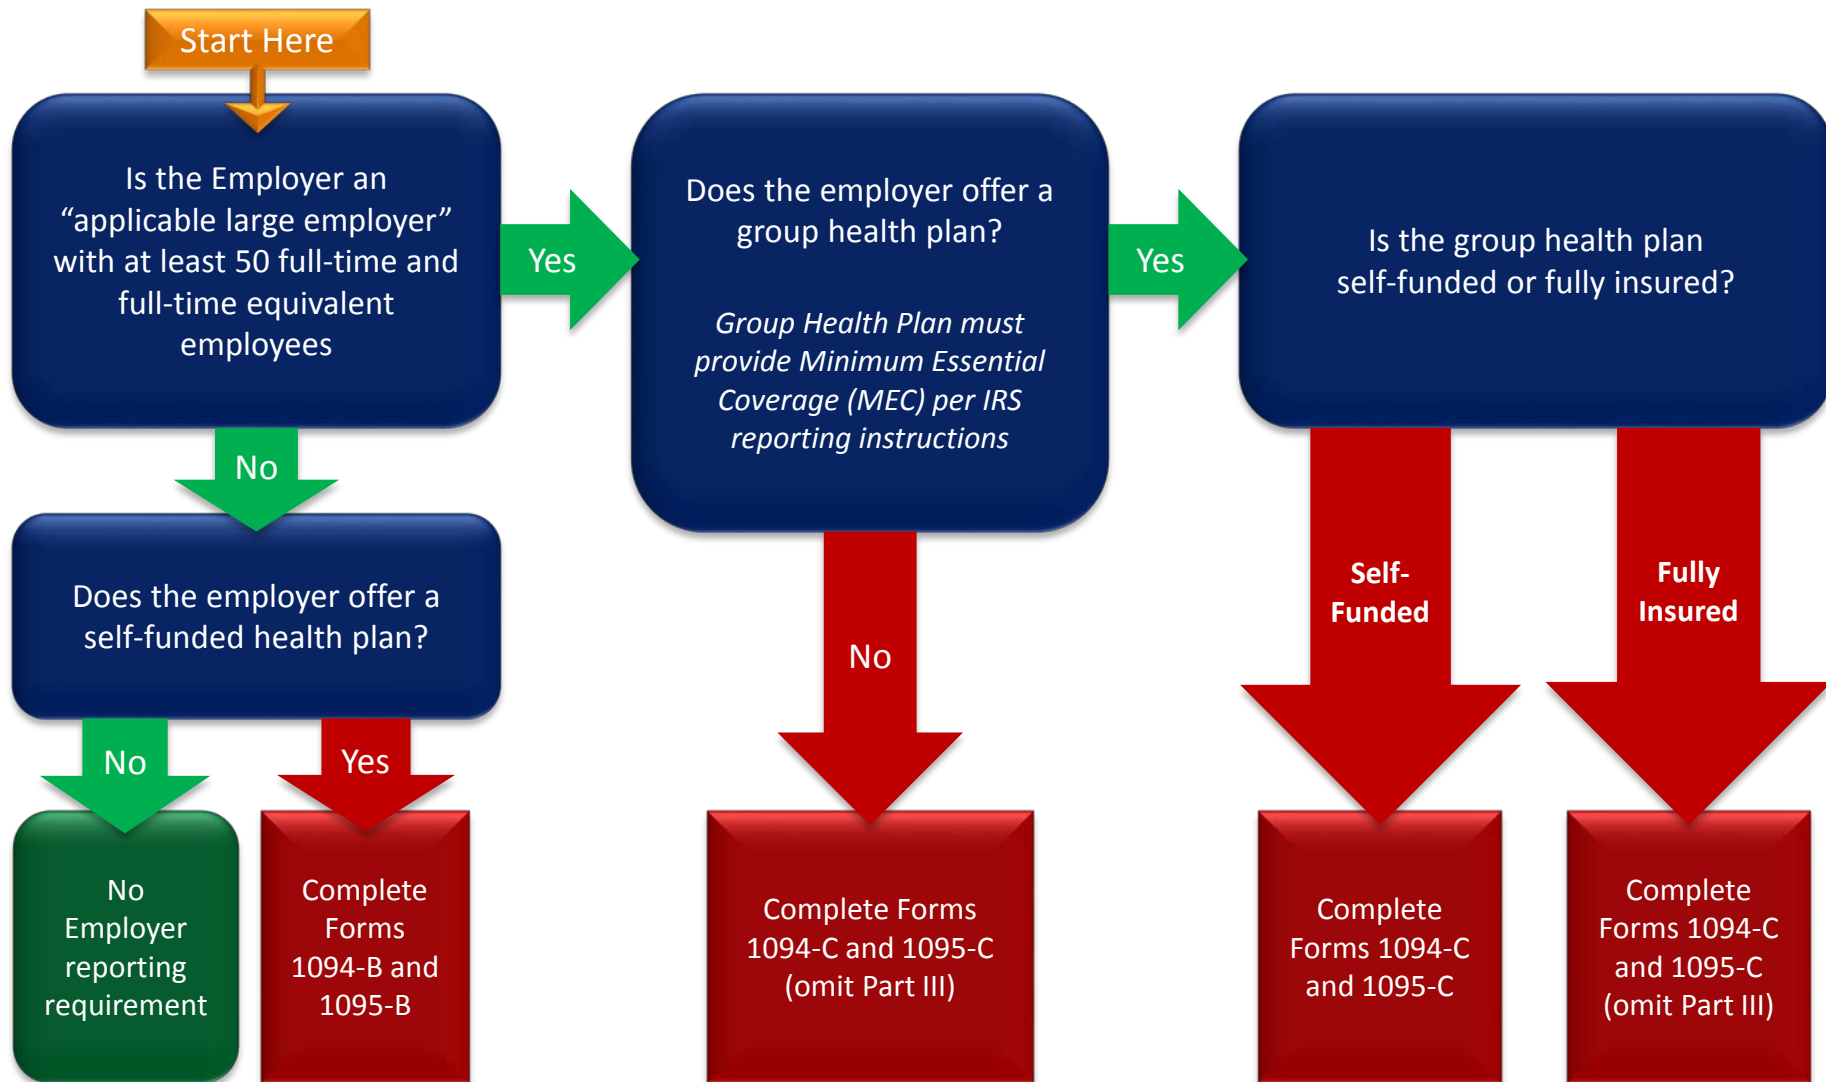 Start Here
Is the Employer an
“applicable large employer”
with at least 50 full-time and
full-time equivalent
employees
Yes
Does the employer offer a
group health plan?
Group Health Plan must
provide Minimum Essential
Coverage (MEC) per IRS
reporting instructions
Yes
Is the group health plan
self-funded or fully insured?
No
Does the employer offer a
self-funded health plan?
No
Yes
No
Self-
Funded
Fully
Insured
No
Employer
reporting
requirement
Complete
Forms
1094-B and
1095-B
Complete Forms
1094-C and 1095-C
(omit Part III)
Complete
Forms 1094-C
and 1095-C
Complete
Forms 1094-C
and 1095-C
(omit Part III)